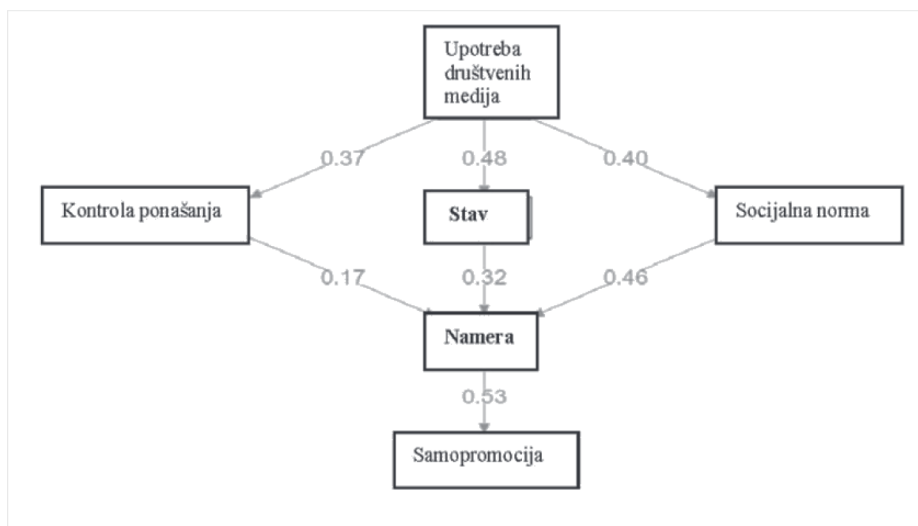 Upotreba
društvenih
medija
0.37
0.48
0.40
Kontrola ponašanja
Stav
Socijalna norma
0.17
0.32
0.46
Namera
0.53
Samopromocija